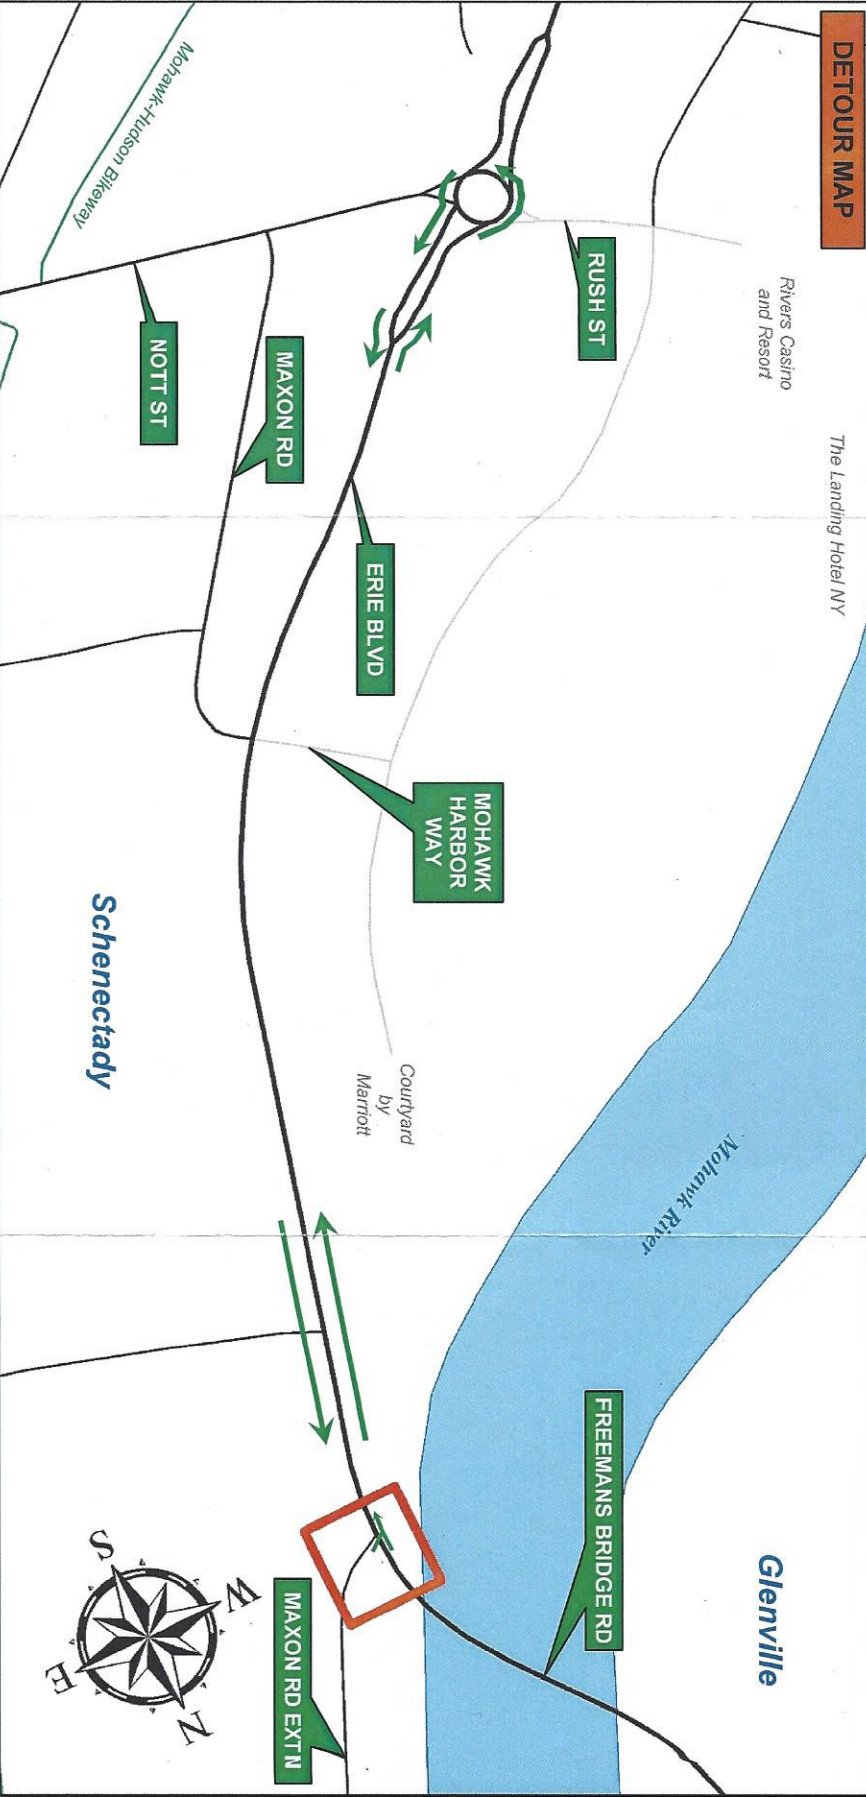 DETOUR MAP
Rivers Casino
and Resort
The Landing Hotel NY
RUSH ST
Mohawk-Hudson Bikeway
NOTT ST
MAXON RD
ERIE BLVD
MOHAWK
HARBOR
WAY
Schenectady
Courtyard
by
Marriott
Mohawk River
FREEMANS BRIDGE RD
Glenville
MAXON RD EXTN
N
E
S
W